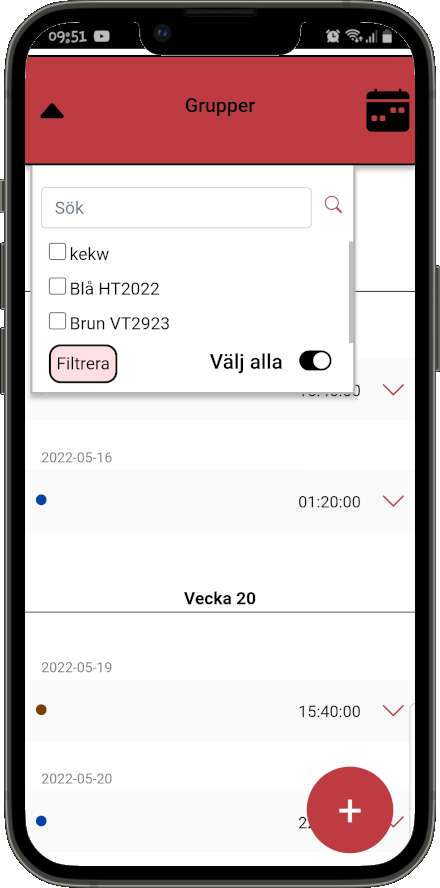 09:51
Grupper
Sök
kekw
Blå HT2022
Brun VT2923
Filtrera
Välj alla
2022-05-16
01:20:00
Vecka 20
2022-05-19
15:40:00
2022-05-20
+